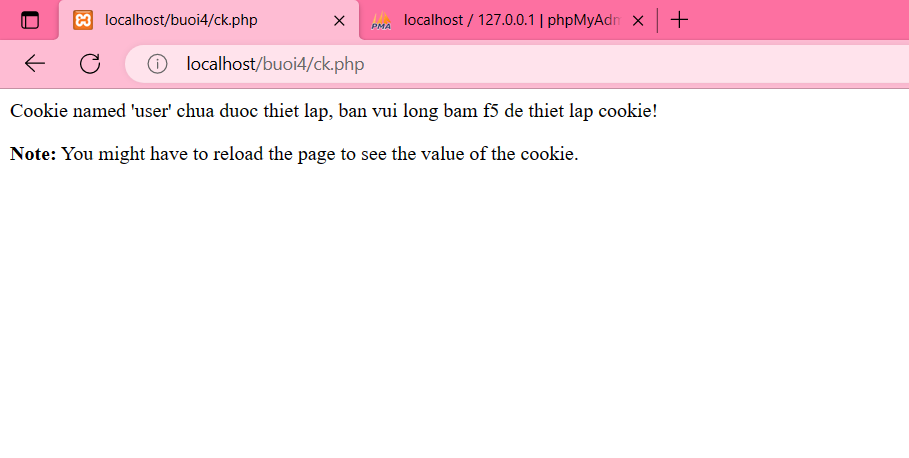 localhost/buoi4/ck.php
PMA
localhost / 127.0.0.1 | phpMyAdn
localhost/buoi4/ck.php
Cookie named 'user' chua duoc thiet lap, ban vui long bam f5 de thiet lap cookie!
Note: You might have to reload the page to see the value of the cookie.